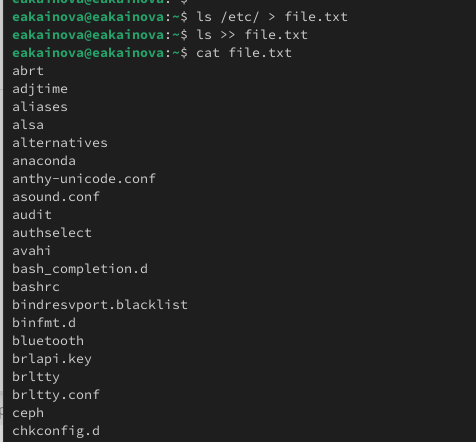 eakainova@eakainova:~$
eakainova@eakainova:~$ ls /etc/ > file.txt
eakainova@eakainova:~$ ls >> file.txt
eakainova@eakainova:~$ cat file.txt
abrt
adjtime
aliases
alsa
alternatives
anaconda
anthy-unicode.conf
asound.conf
audit
authselect
avahi
bash_completion.d
bashrc
bindresvport.blacklist
binfmt.d
bluetooth
brlapi.key
brltty
brltty.conf
ceph
chkconfig.d